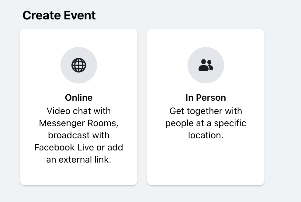 Create Event
Online
Video chat with
Messenger Rooms,
broadcast with
Facebook Live or add
an external link.
In Person
Get together with
people at a specific
location.